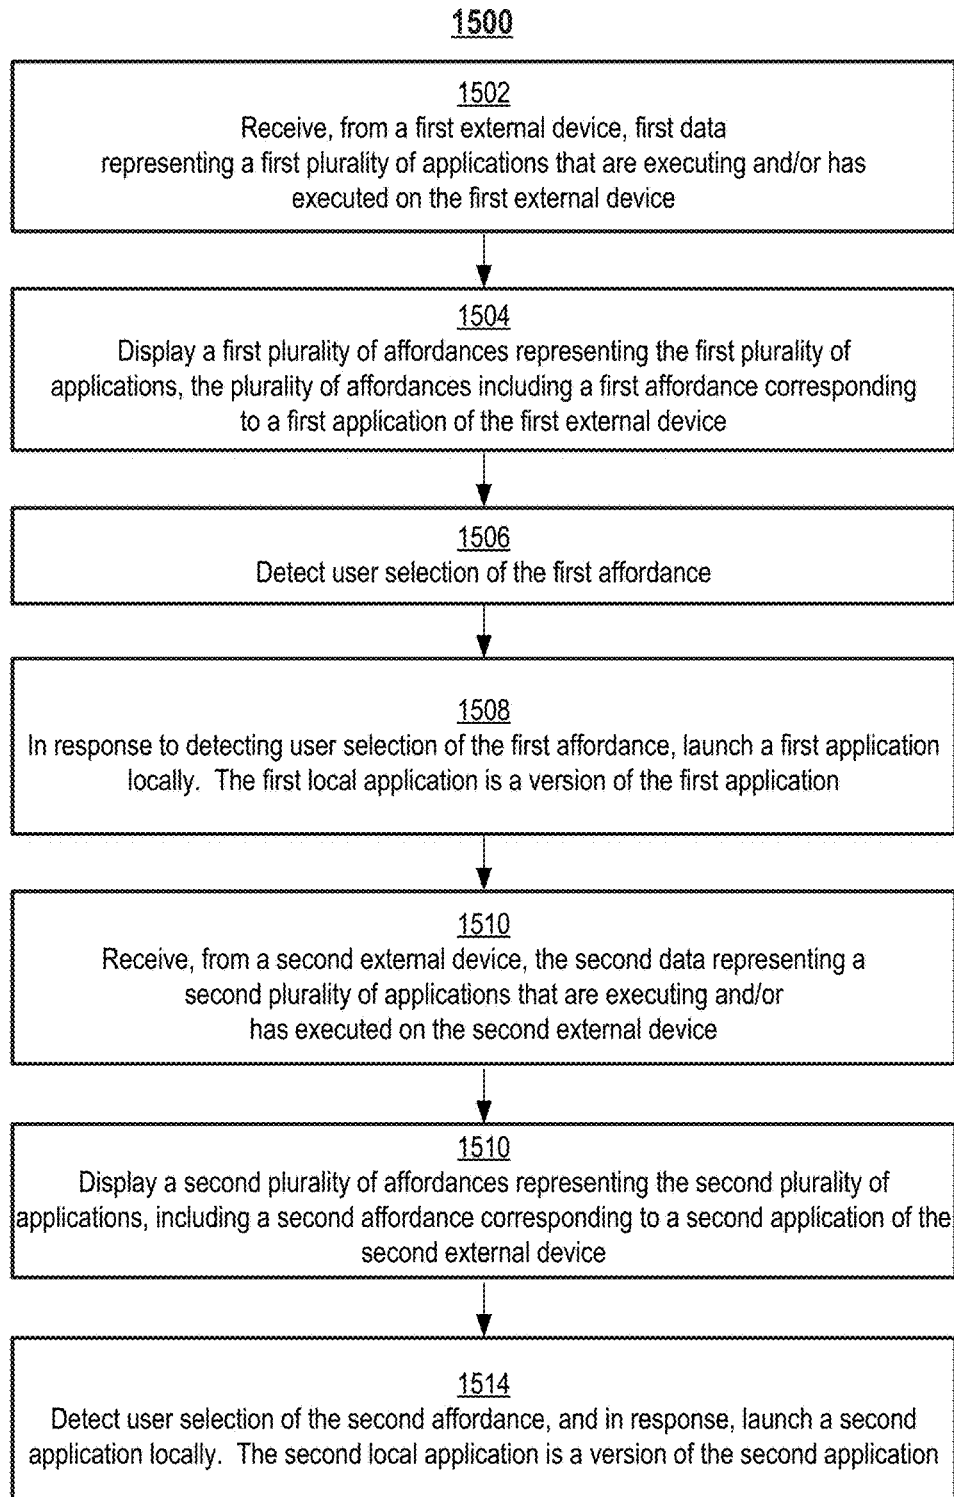 1500
1502
Receive, from a first external device, first data
representing a first plurality of applications that are executing and/or has
executed on the first external device
1504
Display a first plurality of affordances representing the first plurality of
applications, the plurality of affordances including a first affordance corresponding
to a first application of the first external device
1506
Detect user selection of the first affordance
1508
In response to detecting user selection of the first affordance, launch a first application
locally. The first local application is a version of the first application
1510
Receive, from a second external device, the second data representing a
second plurality of applications that are executing and/or
has executed on the second external device
1510
Display a second plurality of affordances representing the second plurality of
applications, including a second affordance corresponding to a second application of the
second external device
1514
Detect user selection of the second affordance, and in response, launch a second
application locally. The second local application is a version of the second application